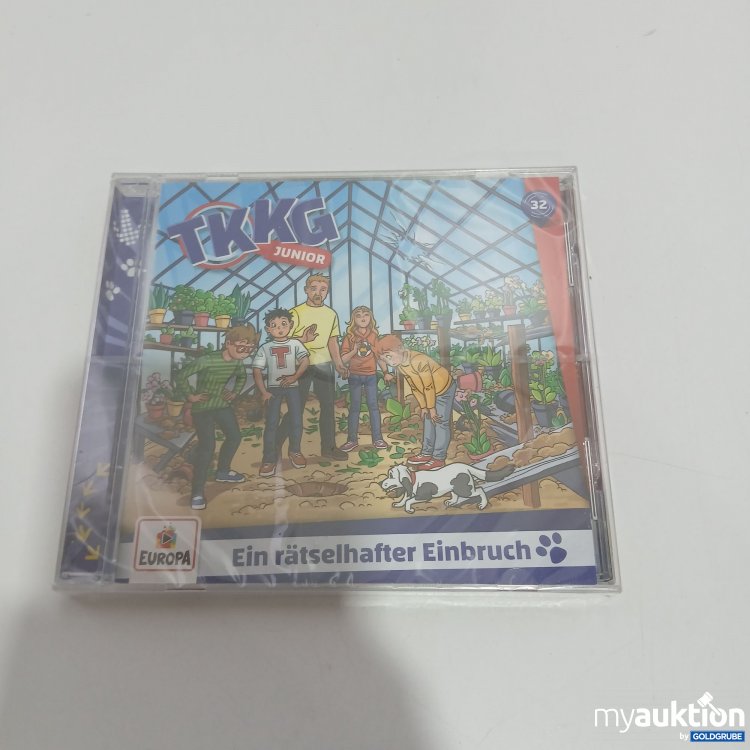 TKKG
JUNIOR
32
T
EUROPA
Ein rätselhafter Einbruch
myauktion
by GOLDGRUBE